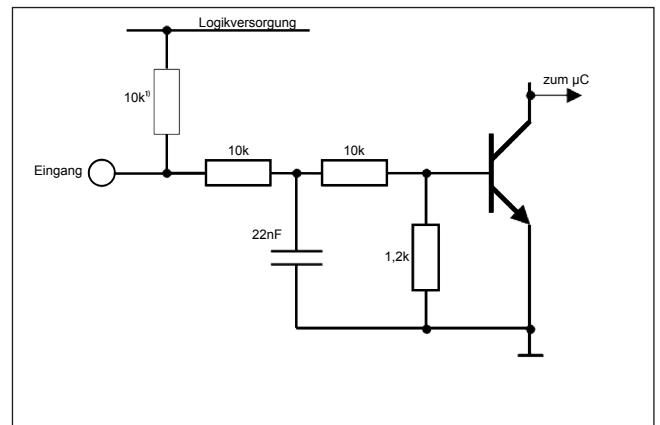 Logikversorgung
zum µC
10k¹⁾
10k
10k
Eingang
22nF
1,2k